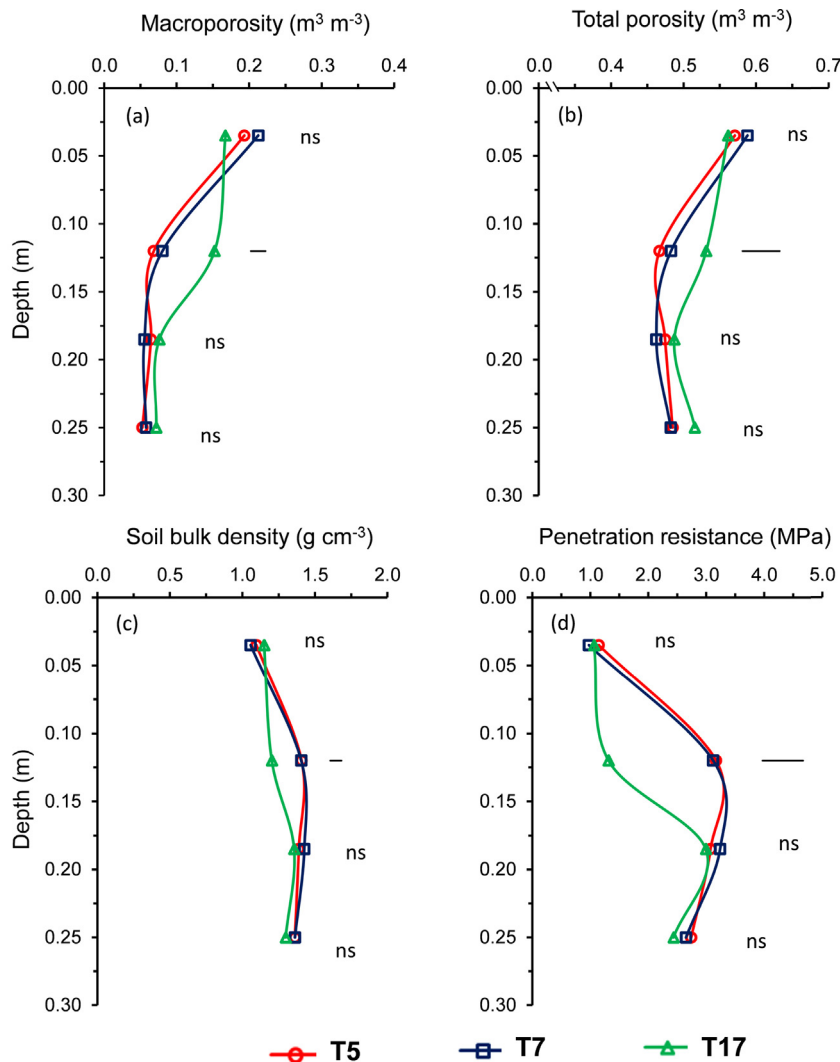 Macroporosity (m³ m⁻³)
Total porosity (m³ m⁻³)
0.0 0.1 0.2 0.3 0.4
0.0 0.4 0.5 0.6 0.7
0.00
0.05
0.10
0.15
0.20
0.25
0.30
Depth (m)
(a)
ns
ns
ns
0.00
0.05
0.10
0.15
0.20
0.25
0.30
(b)
ns
ns
ns
Soil bulk density (g cm⁻³)
Penetration resistance (MPa)
0.0 0.5 1.0 1.5 2.0
0.0 1.0 2.0 3.0 4.0 5.0
0.00
0.05
0.10
0.15
0.20
0.25
0.30
Depth (m)
(c)
ns
ns
ns
0.00
0.05
0.10
0.15
0.20
0.25
0.30
(d)
ns
ns
ns
T5 T7 T17